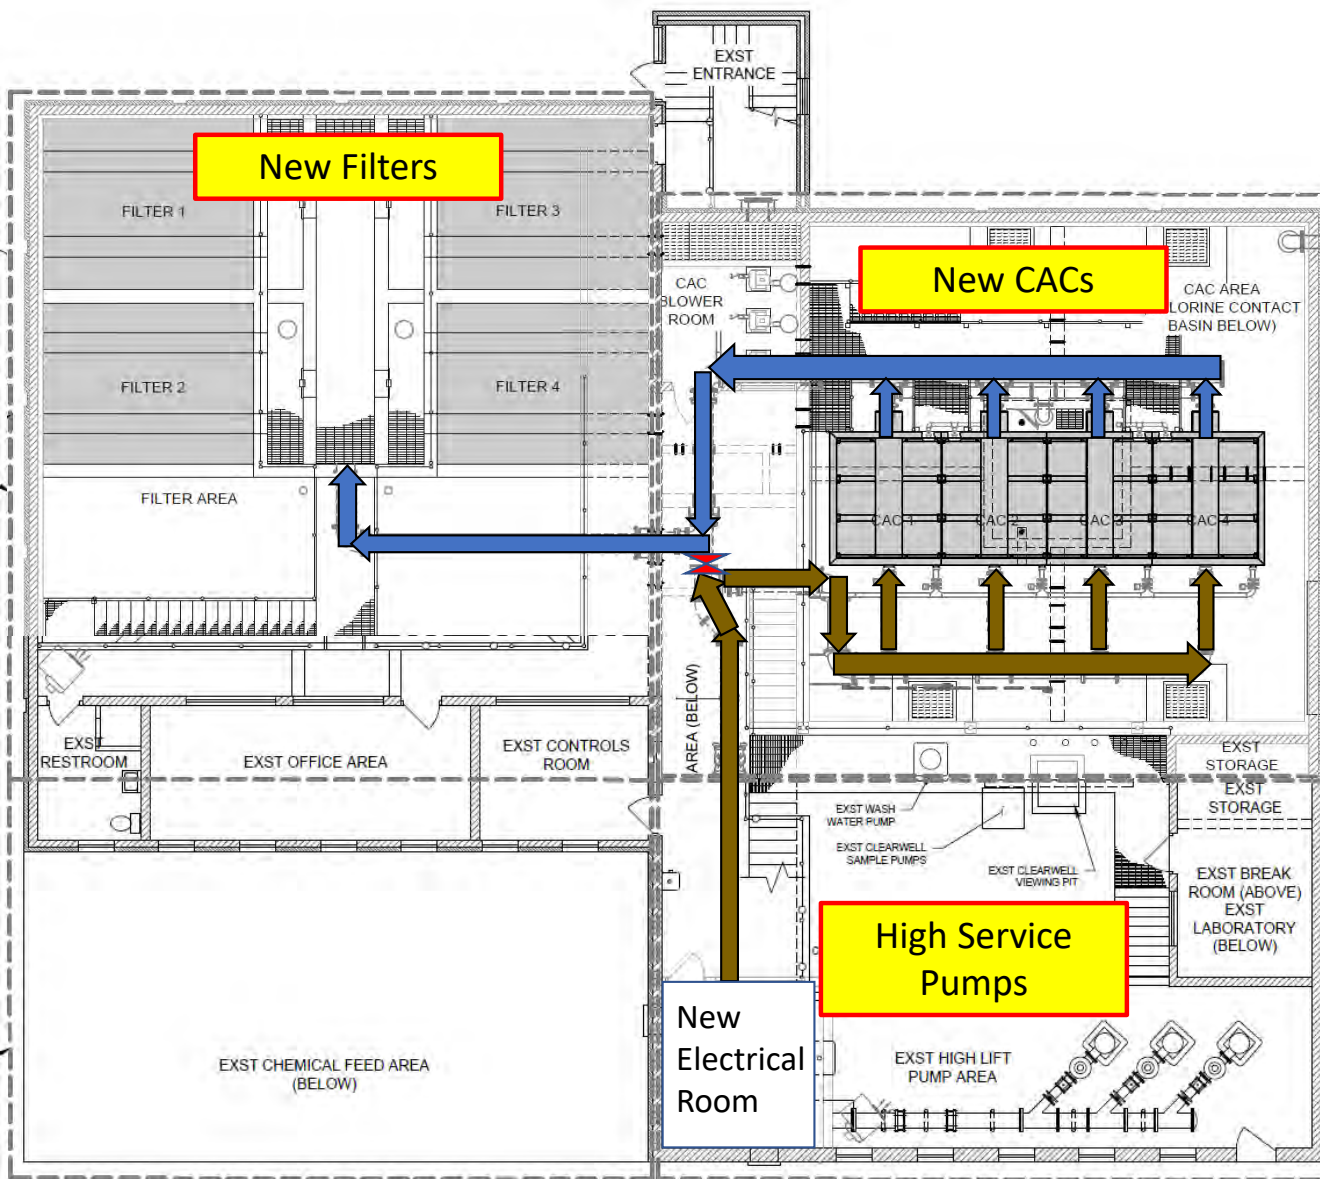 EXST
ENTRANCE
New Filters
FILTER 1
FILTER 3
FILTER 2
FILTER 4
FILTER AREA
CAC
BLOWER
ROOM
New CACs
CAC AREA
LORINE CONTACT
BASIN BELOW)
CAC 1
CAC 2
CAC 3
CAC 4
AREA (BELOW)
EXST
RESTROOM
EXST OFFICE AREA
EXST CONTROLS
ROOM
EXST
STORAGE
EXST
STORAGE
EXST WASH
WATER PUMP
EXST CLEARWELL
SAMPLE PUMPS
EXST CLEARWELL
VIEWING PIT
EXST BREAK
ROOM (ABOVE)
EXST
LABORATORY
(BELOW)
High Service
Pumps
New
Electrical
Room
EXST HIGH LIFT
PUMP AREA
EXST CHEMICAL FEED AREA
(BELOW)